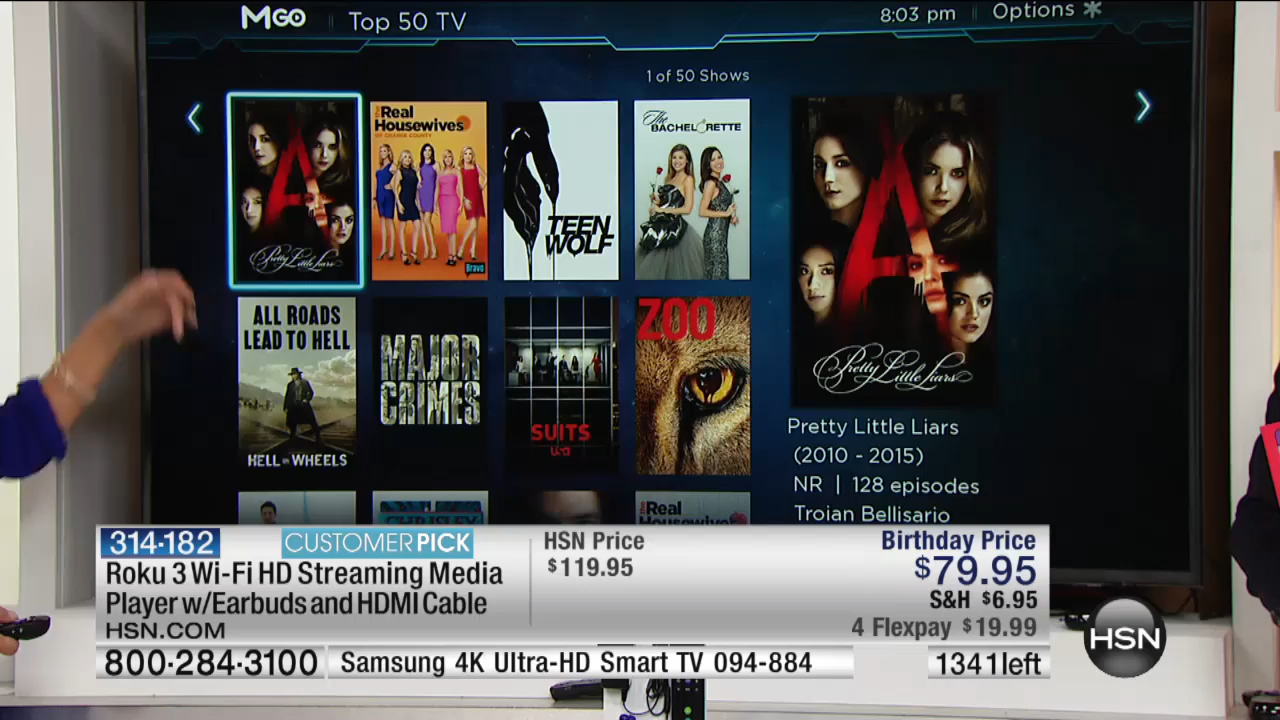 MGO
Top 50 TV
8:03 pm
Options *
1 of 50 Shows
A
Pretty Little Liars
the Real
Housewives
OF ORANGE COUNTY
Bravo
TEEN
WOLF
The
BACHELORETTE
A
Pretty Little Liars
ALL ROADS
LEAD TO HELL
HELL ON WHEELS
MAJOR
CRIMES
SUITS
USA
ZOO
CHRISLEY
the Real
Housewives
Pretty Little Liars
(2010 - 2015)
NR | 128 episodes
Troian Bellisario
314-182
CUSTOMER PICK
Roku 3 Wi-Fi HD Streaming Media
Player w/Earbuds and HDMI Cable
HSN.COM
HSN Price
$119.95
Birthday Price
$79.95
S&H $6.95
4 Flexpay $19.99
HSN
800-284-3100
Samsung 4K Ultra-HD Smart TV 094-884
1341 left